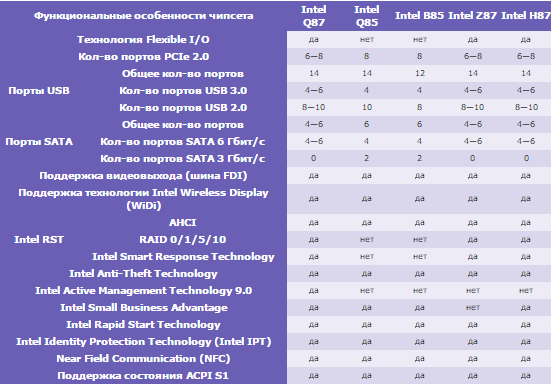 Функциональные особенности чипсета Intel Q87 Intel Q85 Intel B85 Intel Z87 Intel H87
Технология Flexible I/O да нет нет да да
Кол-во портов PCIe 2.0 6—8 8 8 6—8 6—8
Порты USB
Общее кол-во портов 14 14 12 14 14
Кол-во портов USB 3.0 4—6 4 4 4—6 4—6
Кол-во портов USB 2.0 8—10 10 8 8—10 8—10
Порты SATA
Общее кол-во портов 4—6 6 6 4—6 4—6
Кол-во портов SATA 6 Гбит/с 4—6 4 4 4—6 4—6
Кол-во портов SATA 3 Гбит/с 0 2 2 0 0
Поддержка видеовыхода (шина FDI) да да да да да
Поддержка технологии Intel Wireless Display
(WiDi) да да да да да
Intel RST
AHCI да да да да да
RAID 0/1/5/10 да нет нет да да
Intel Smart Response Technology да нет нет да да
Intel Anti-Theft Technology да да да да да
Intel Active Management Technology 9.0 да нет нет нет нет
Intel Small Business Advantage да да да нет да
Intel Rapid Start Technology да да да да да
Intel Identity Protection Technology (Intel IPT) да да да да да
Near Field Communication (NFC) да да да да да
Поддержка состояния ACPI S1 да да да да да